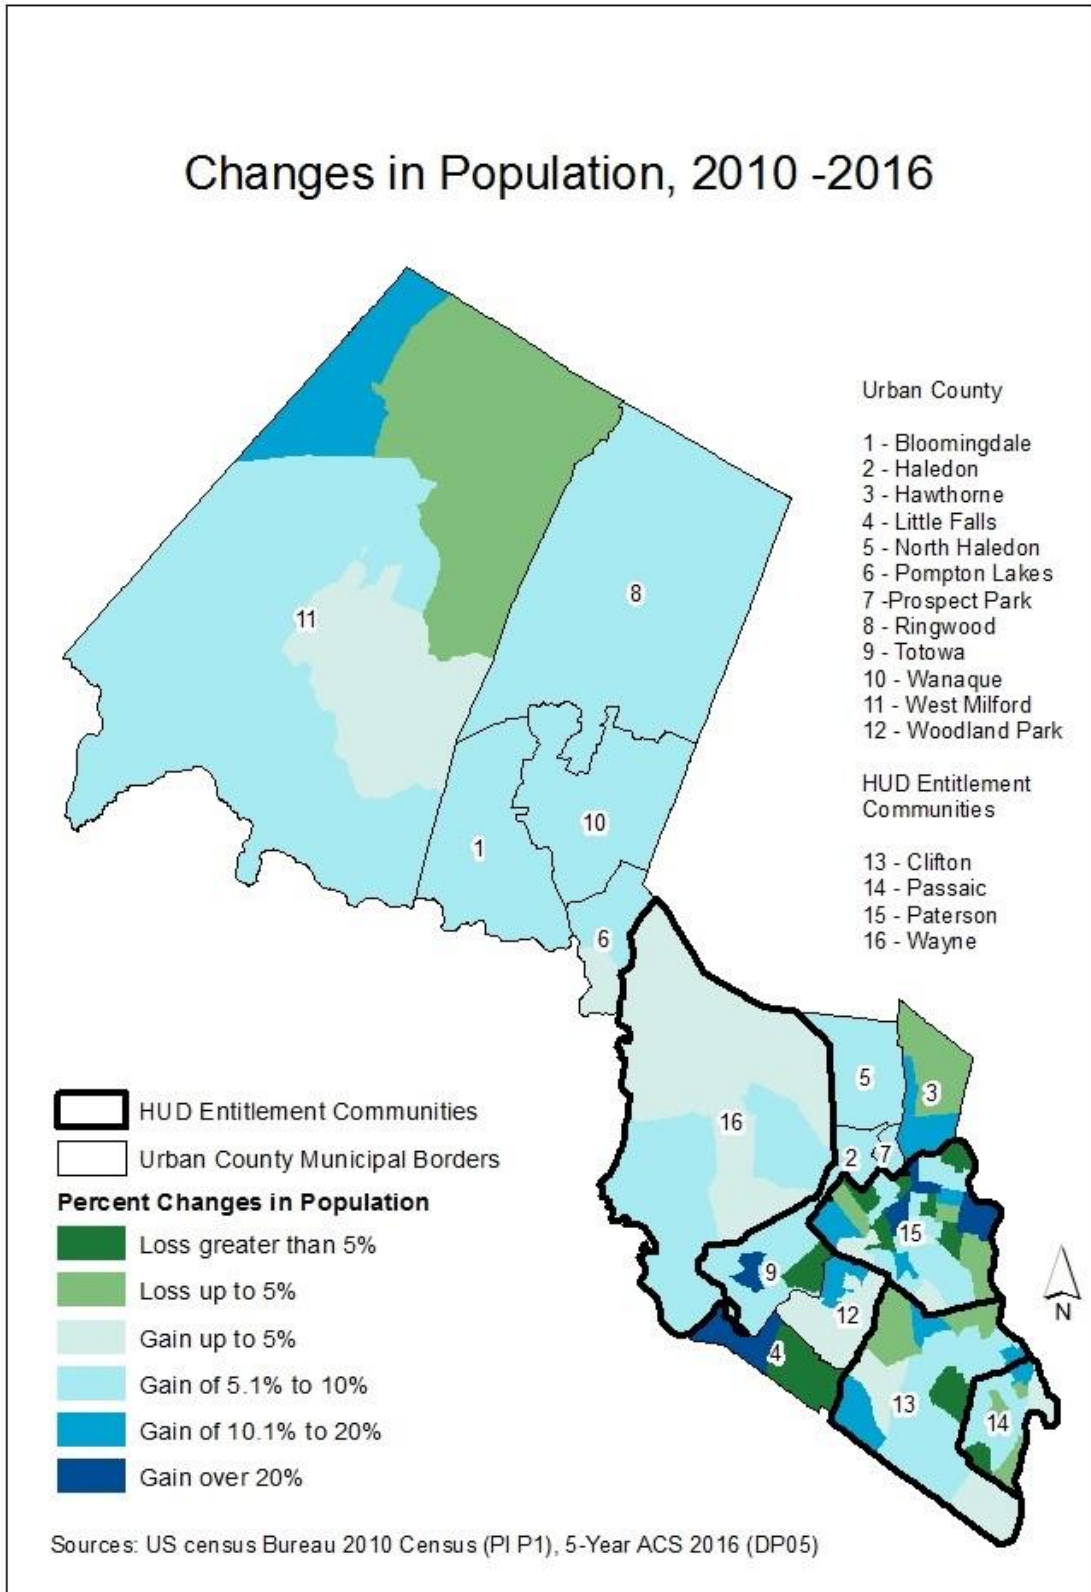 Changes in Population, 2010 -2016
Urban County
1 - Bloomingdale
2 - Haledon
3 - Hawthorne
4 - Little Falls
5 - North Haledon
6 - Pompton Lakes
7 -Prospect Park
8 - Ringwood
9 - Totowa
10 - Wanaque
11 - West Milford
12 - Woodland Park
HUD Entitlement
Communities
13 - Clifton
14 - Passaic
15 - Paterson
16 - Wayne
8
11
10
1
6
5
3
16
2
7
15
9
12
4
13
14
N
HUD Entitlement Communities
Urban County Municipal Borders
Percent Changes in Population
Loss greater than 5%
Loss up to 5%
Gain up to 5%
Gain of 5.1% to 10%
Gain of 10.1% to 20%
Gain over 20%
Sources: US census Bureau 2010 Census (PI P1), 5-Year ACS 2016 (DP05)